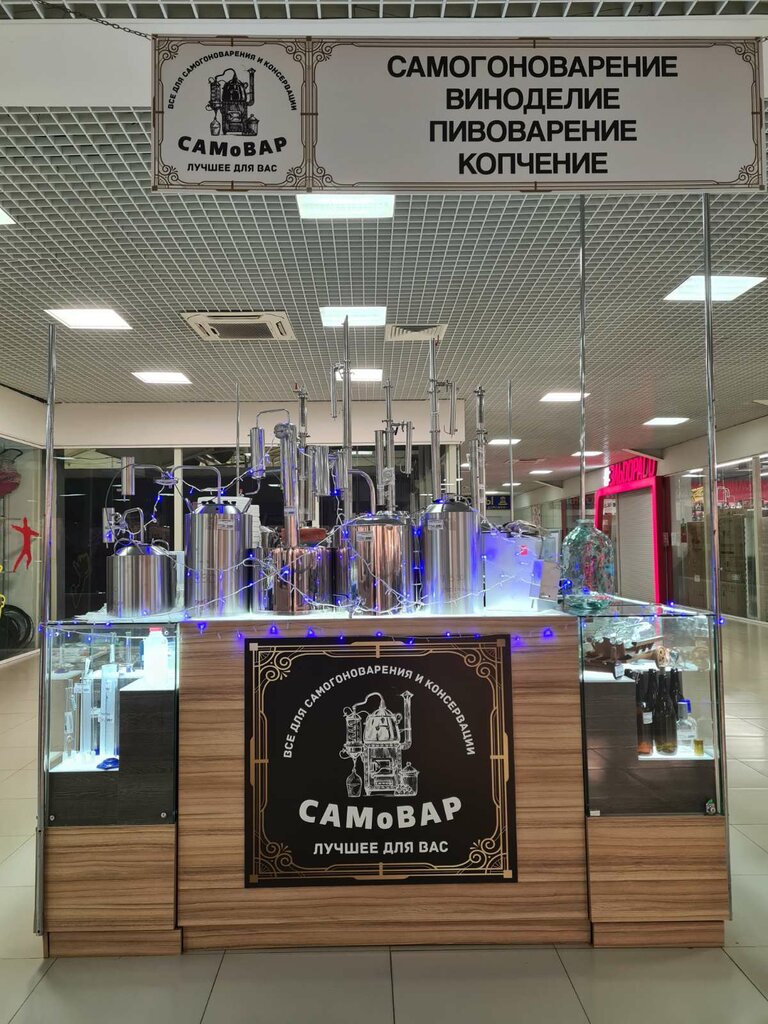 ВСЕ ДЛЯ САМОГОНОВАРЕНИЯ И КОНСЕРВАЦИИ
САМоВАР
ЛУЧШЕЕ ДЛЯ ВАС
САМОГОНОВАРЕНИЕ
ВИНОДЕЛИЕ
ПИВОВАРЕНИЕ
КОПЧЕНИЕ
ЭЛЬДОРАДО
ВСЕ ДЛЯ САМОГОНОВАРЕНИЯ И КОНСЕРВАЦИИ
САМоВАР
ЛУЧШЕЕ ДЛЯ ВАС